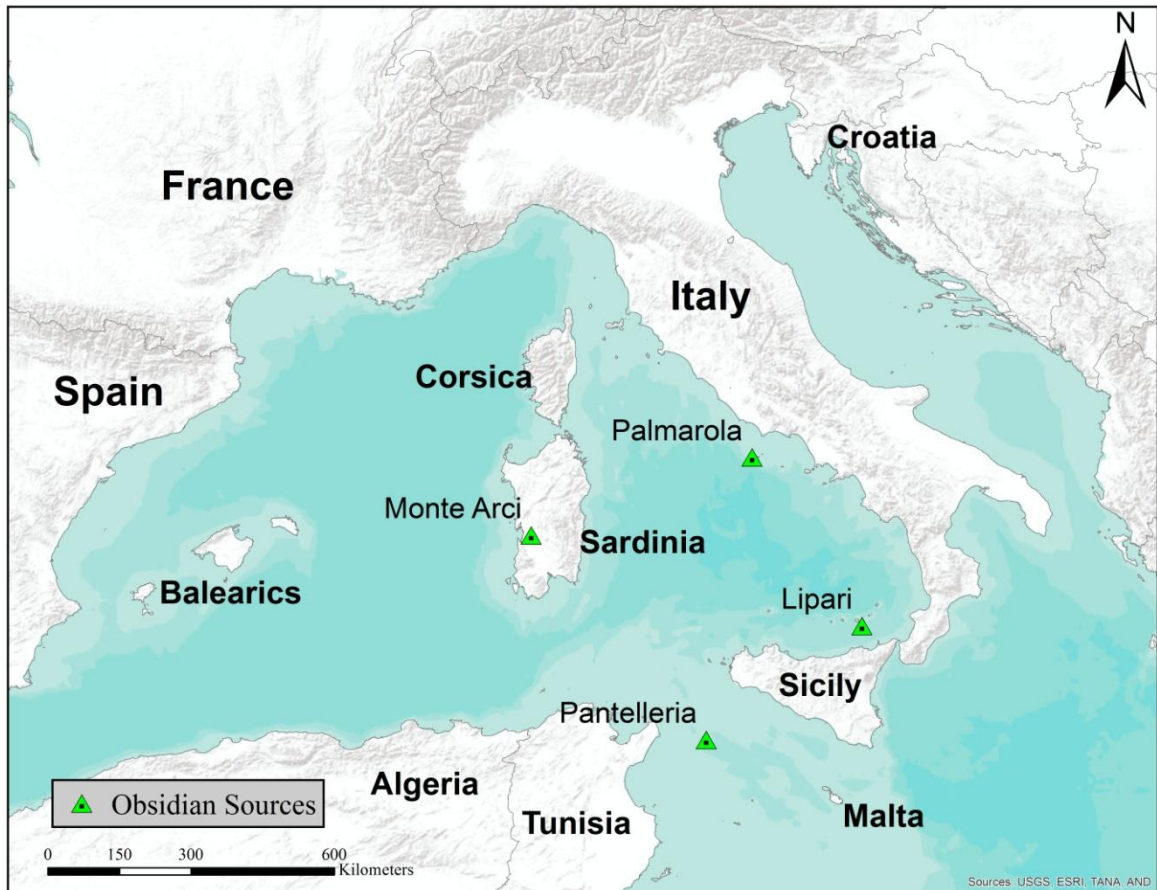 N
Croatia
France
Italy
Corsica
Spain
Palmarola
Monte Arci
Sardinia
Balearics
Lipari
Sicily
Pantelleria
Algeria
Malta
Tunisia
Obsidian Sources
0 150 300 600
Kilometers
Sources: USGS, ESRI, TANA, AND